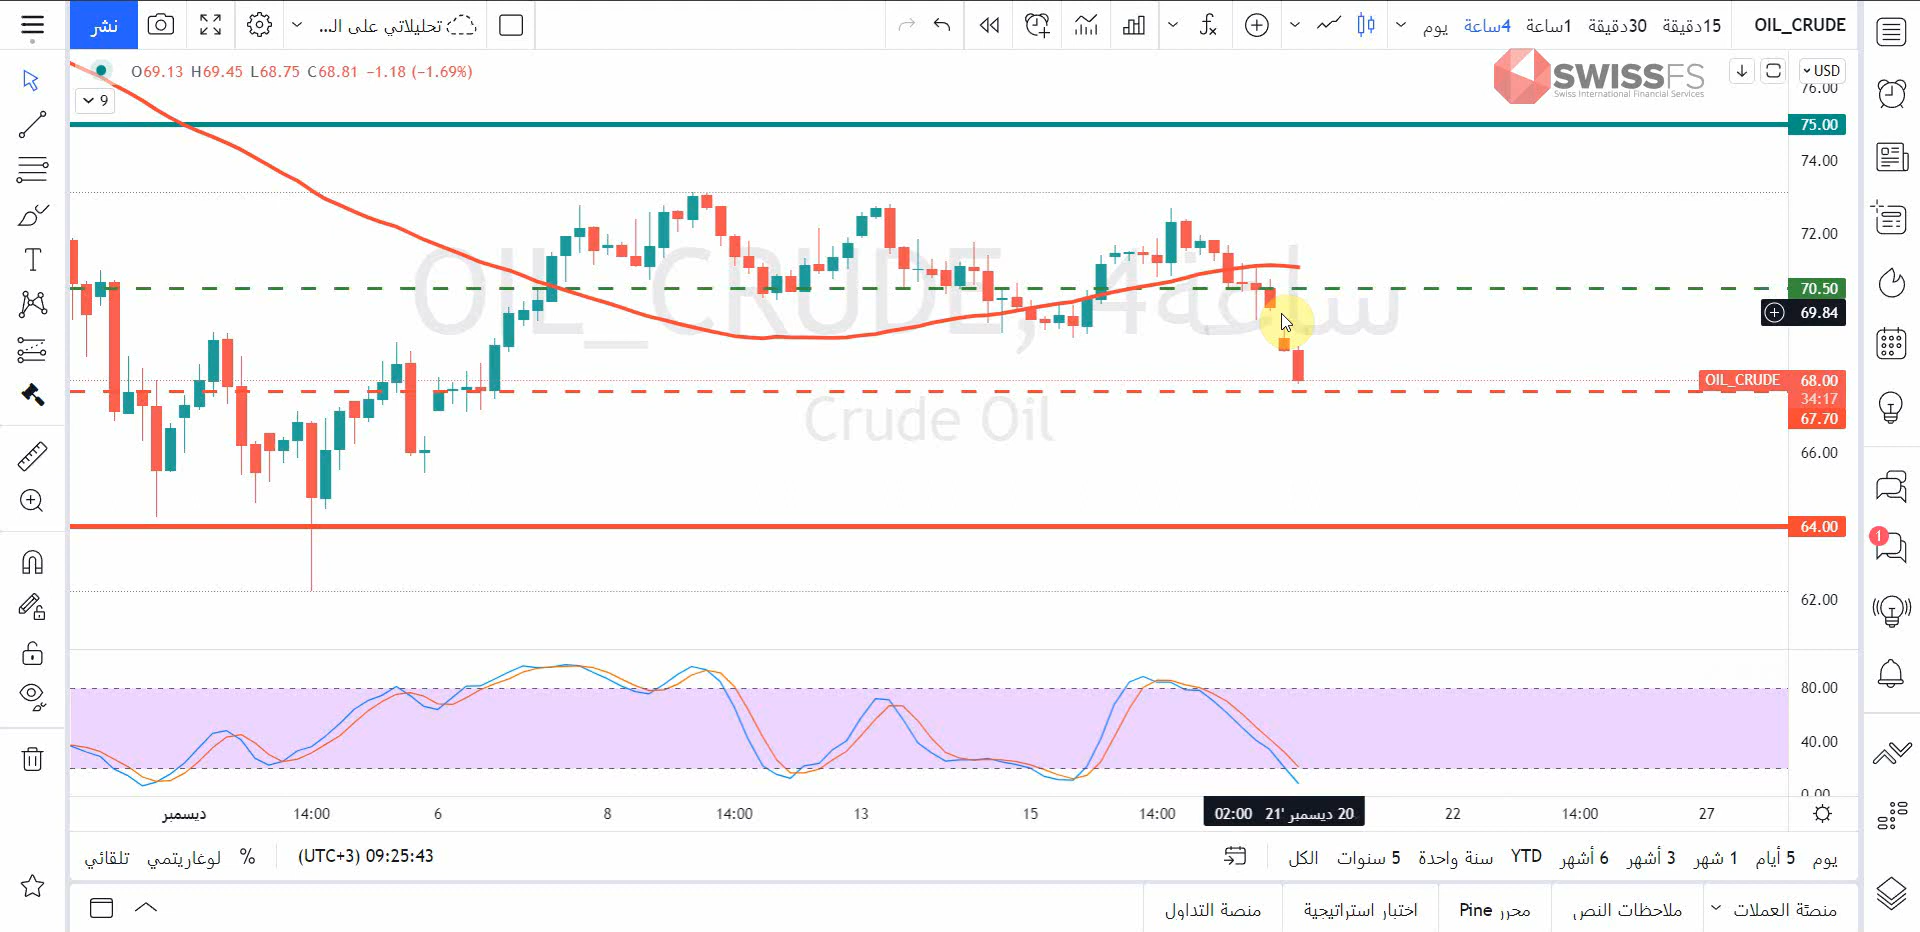 نشر
تحليلاتي على الـ...
يوم
4ساعة
1ساعة
30دقيقة
15دقيقة
OIL_CRUDE
O69.13 H69.45 L68.75 C68.81 −1.18 (−1.69%)
9
SWISSFS
Swiss International Financial Services
USD
76.00
75.00
74.00
72.00
70.50
69.84
OIL_CRUDE 68.00
34:17
67.70
66.00
64.00
62.00
OIL_CRUDE, 4ساعة
Crude Oil
80.00
40.00
0.00
ديسمبر
14:00
6
8
14:00
13
15
14:00
20 ديسمبر '21 02:00
22
14:00
27
تلقائي
لوغاريتمي
%
09:25:43 (UTC+3)
الكل
5 سنوات
سنة واحدة
YTD
6 أشهر
3 أشهر
1 شهر
5 أيام
يوم
منصة التداول
اختبار استراتيجية
محرر Pine
ملاحظات النص
منصئة العملات
1